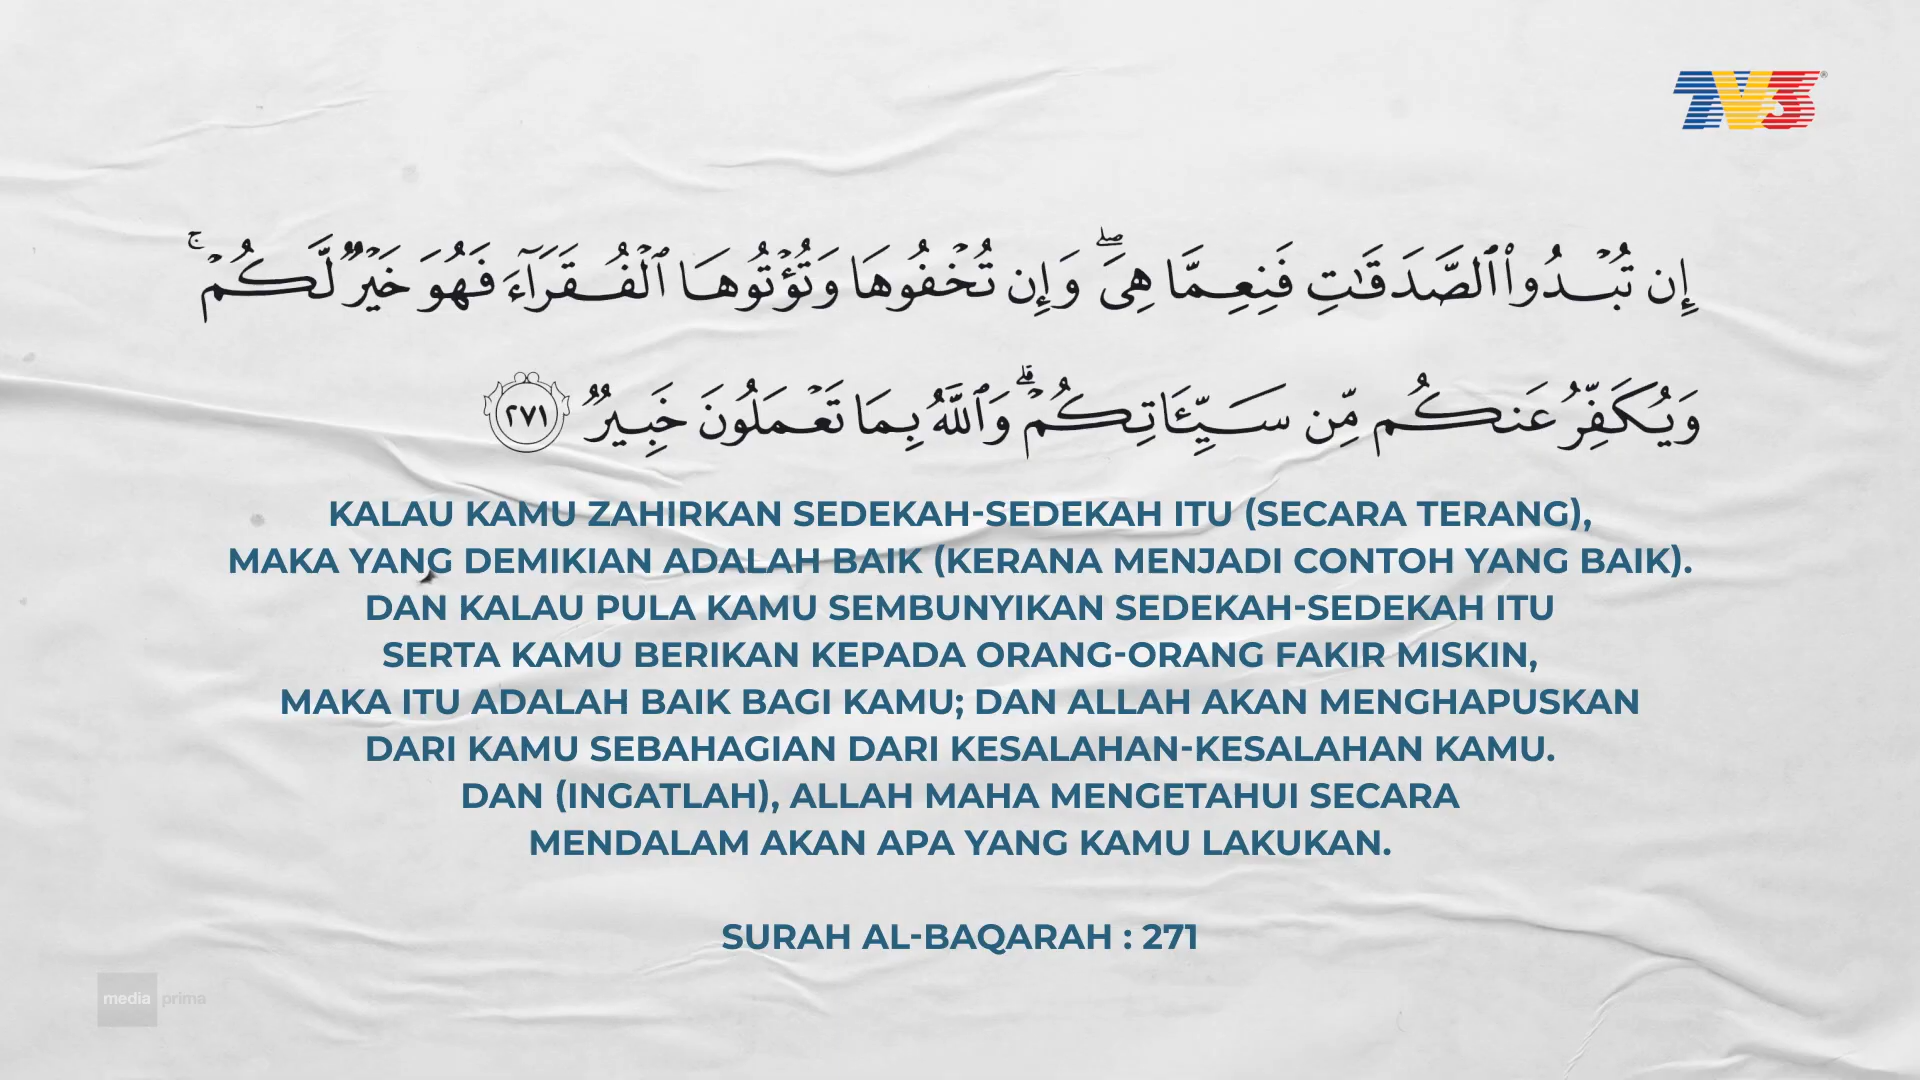 TV3
إِن تُبْدُوا۟ ٱلصَّدَقَـٰتِ فَنِعِمَّا هِىَ ۖ وَإِن تُخْفُوهَا وَتُؤْتُوهَا ٱلْفُقَرَآءَ فَهُوَ خَيْرٌ لَّكُمْ ۚ
وَيُكَفِّرُ عَنكُم مِّن سَيِّـَٔاتِكُمْ ۗ وَٱللَّهُ بِمَا تَعْمَلُونَ خَبِيرٌ ٢٧١
KALAU KAMU ZAHIRKAN SEDEKAH-SEDEKAH ITU (SECARA TERANG),
MAKA YANG DEMIKIAN ADALAH BAIK (KERANA MENJADI CONTOH YANG BAIK).
DAN KALAU PULA KAMU SEMBUNYIKAN SEDEKAH-SEDEKAH ITU
SERTA KAMU BERIKAN KEPADA ORANG-ORANG FAKIR MISKIN,
MAKA ITU ADALAH BAIK BAGI KAMU; DAN ALLAH AKAN MENGHAPUSKAN
DARI KAMU SEBAHAGIAN DARI KESALAHAN-KESALAHAN KAMU.
DAN (INGATLAH), ALLAH MAHA MENGETAHUI SECARA
MENDALAM AKAN APA YANG KAMU LAKUKAN.
SURAH AL-BAQARAH : 271
media prima